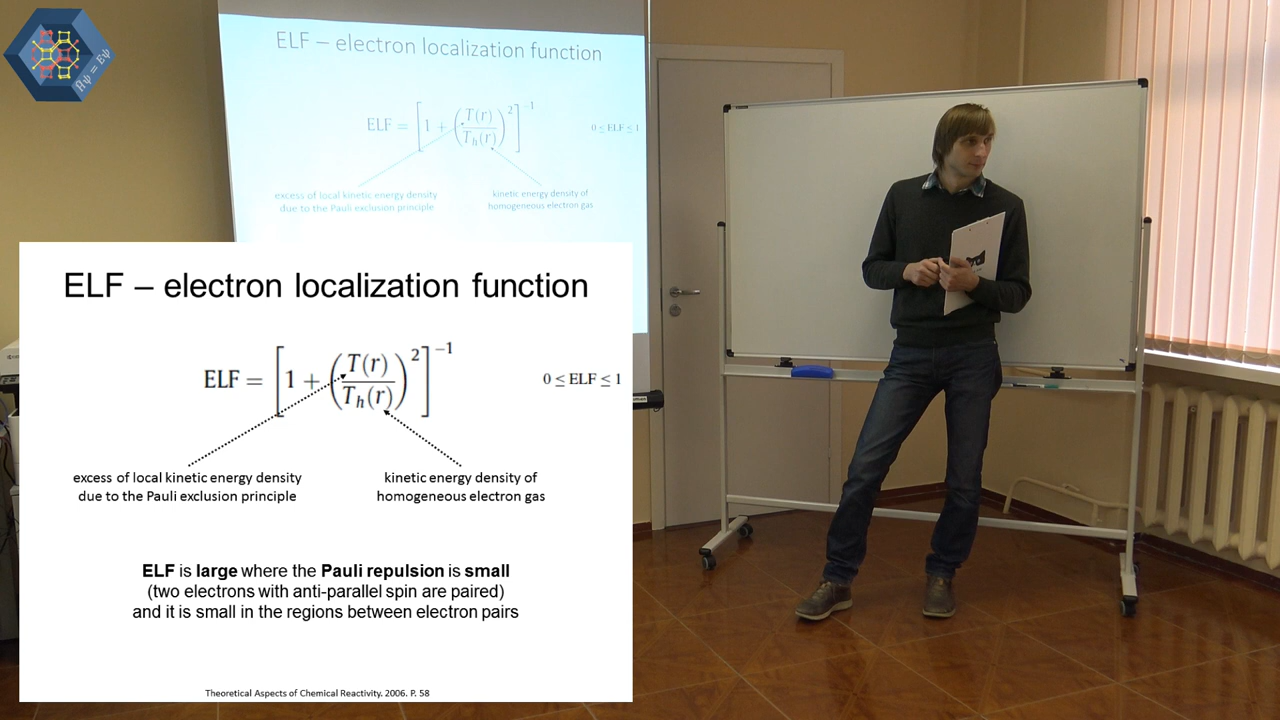 Ĥψ = Eψ
ELF – electron localization function
ELF = [1 + (T(r)/T_h(r))²]⁻¹
0 ≤ ELF ≤ 1
excess of local kinetic energy density
due to the Pauli exclusion principle
kinetic energy density of
homogeneous electron gas
ELF – electron localization function
ELF = [1 + (T(r)/T_h(r))²]⁻¹
0 ≤ ELF ≤ 1
excess of local kinetic energy density
due to the Pauli exclusion principle
kinetic energy density of
homogeneous electron gas
ELF is large where the Pauli repulsion is small
(two electrons with anti-parallel spin are paired)
and it is small in the regions between electron pairs
Theoretical Aspects of Chemical Reactivity. 2006. P. 58